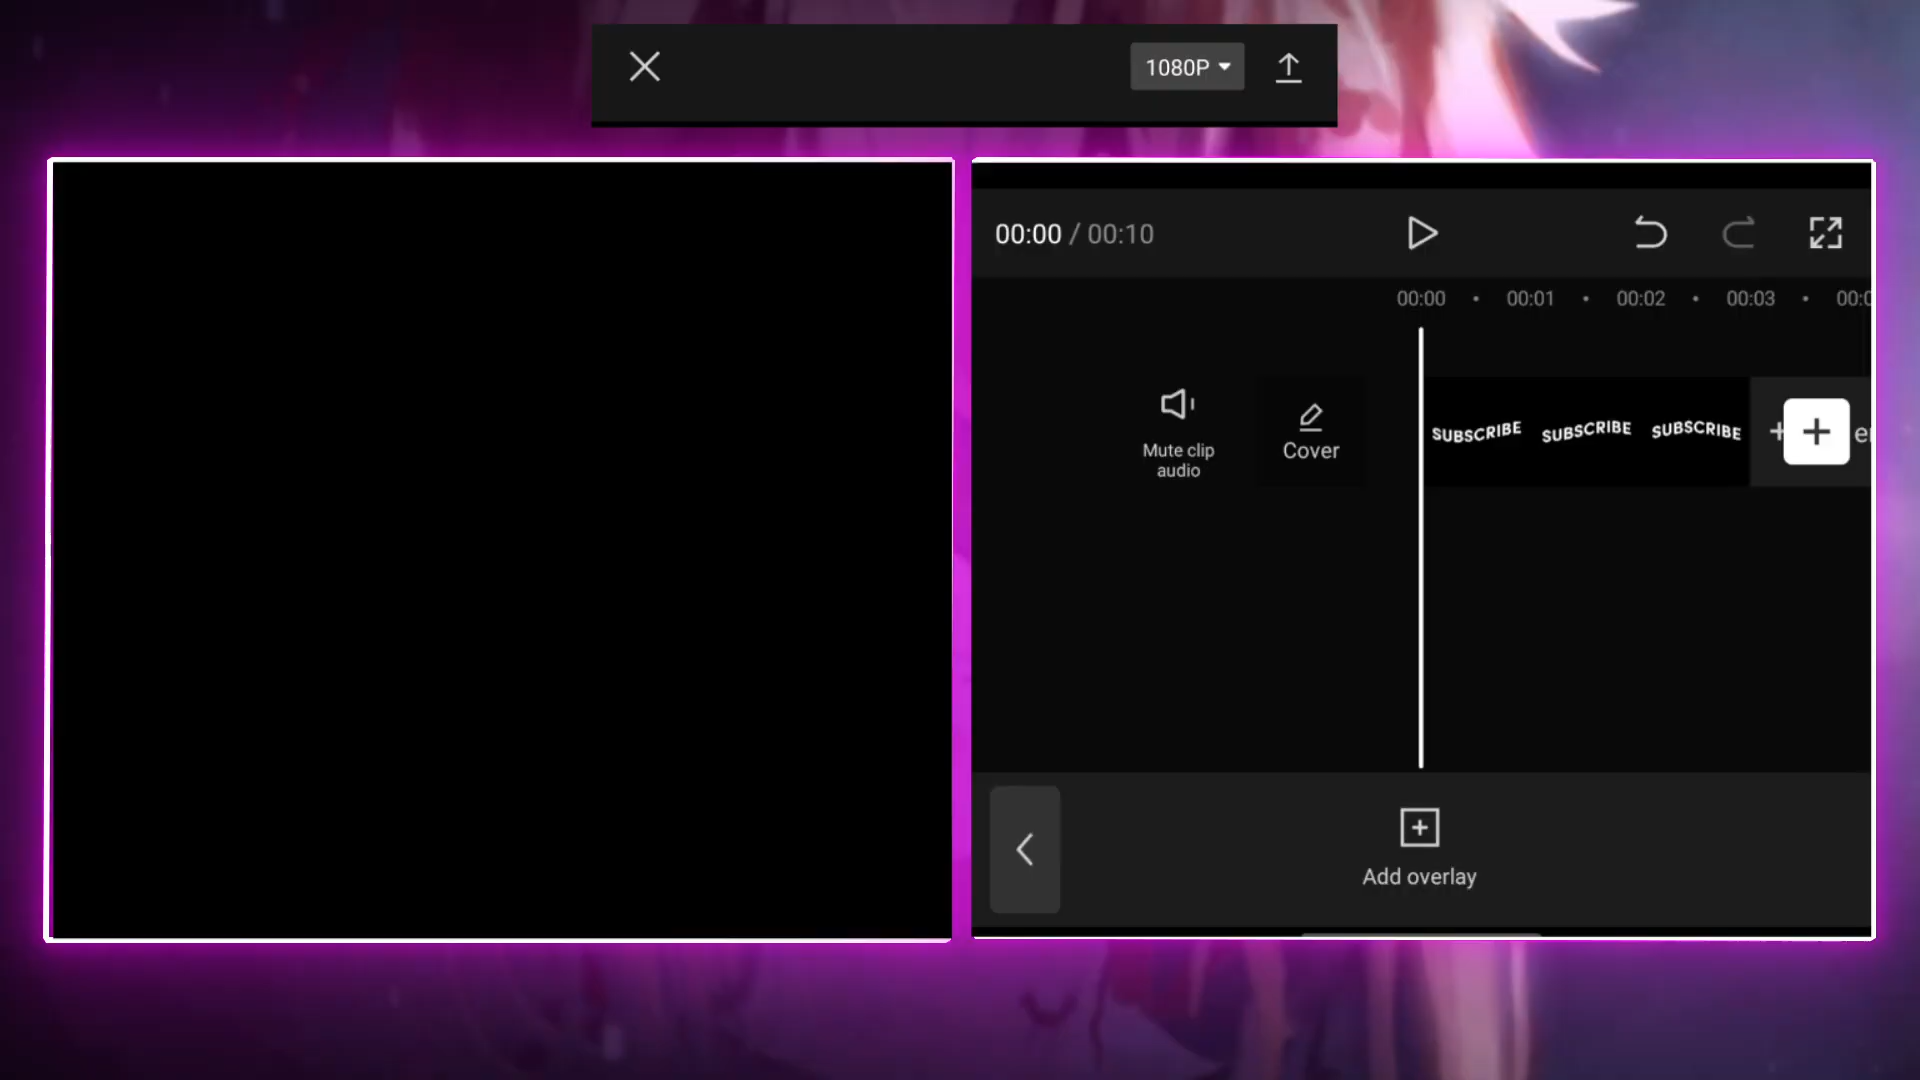 1080P
00:00 / 00:10
00:00 00:01 00:02 00:03
Mute clip
audio
Cover
SUBSCRIBE SUBSCRIBE SUBSCRIBE
Add overlay